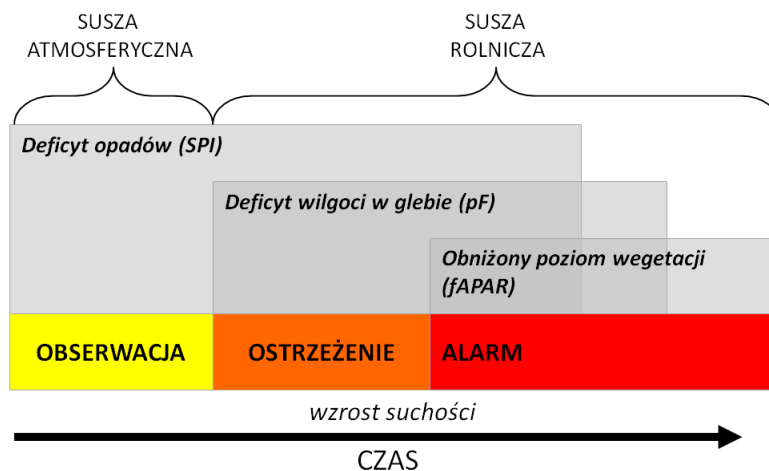 SUSZA
ATMOSFERYCZNA
SUSZA
ROLNICZA
Deficyt opadów (SPI)
Deficyt wilgoci w glebie (pF)
Obniżony poziom wegetacji
(fAPAR)
OBSERWACJA
OSTRZEŻENIE
ALARM
wzrost suchości
CZAS